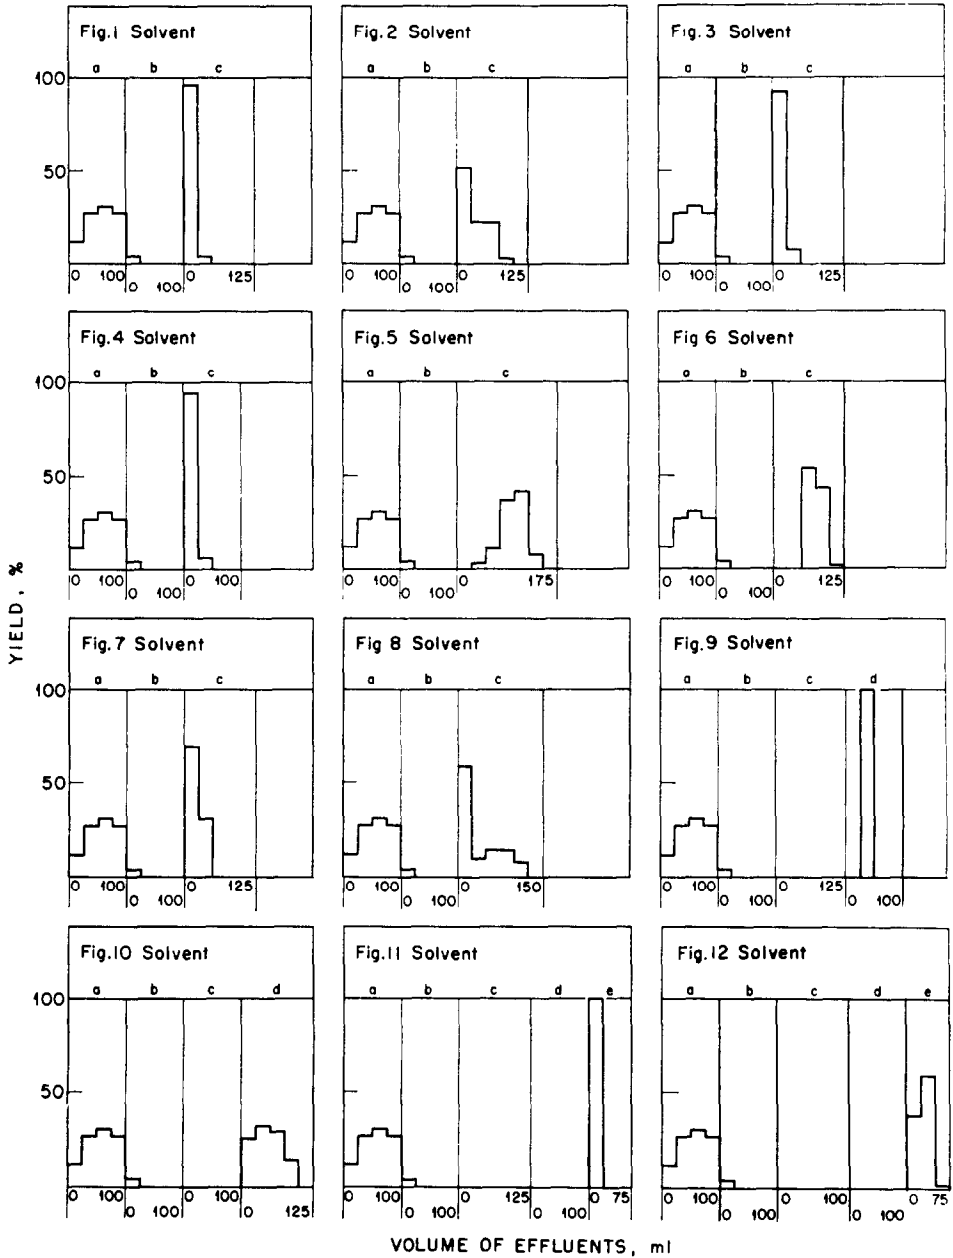 Fig.1 Solvent
Fig.2 Solvent
Fig.3 Solvent
a b c
a b c
a b c
100
50
0 100 0 125
0 100
0 100 0 125
0 100
0 100 0 125
0 100
Fig.4 Solvent
Fig.5 Solvent
Fig 6 Solvent
a b c
a b c
a b c
100
50
0 100 0 100
0 100
0 100 0 175
0 100
0 100 0 125
0 100
YIELD, %
Fig.7 Solvent
Fig 8 Solvent
Fig.9 Solvent
a b c
a b c
a b c d
100
50
0 100 0 125
0 100
0 100 0 150
0 100
0 100 0 125
0 100 0 100
Fig.10 Solvent
Fig.11 Solvent
Fig.12 Solvent
a b c d
a b c d e
a b c d e
100
50
0 100 0 100
0 100 0 125
0 100 0 125 0 75
0 100 0 100
0 100 0 100 0 75
0 100 0 100
VOLUME OF EFFLUENTS, ml